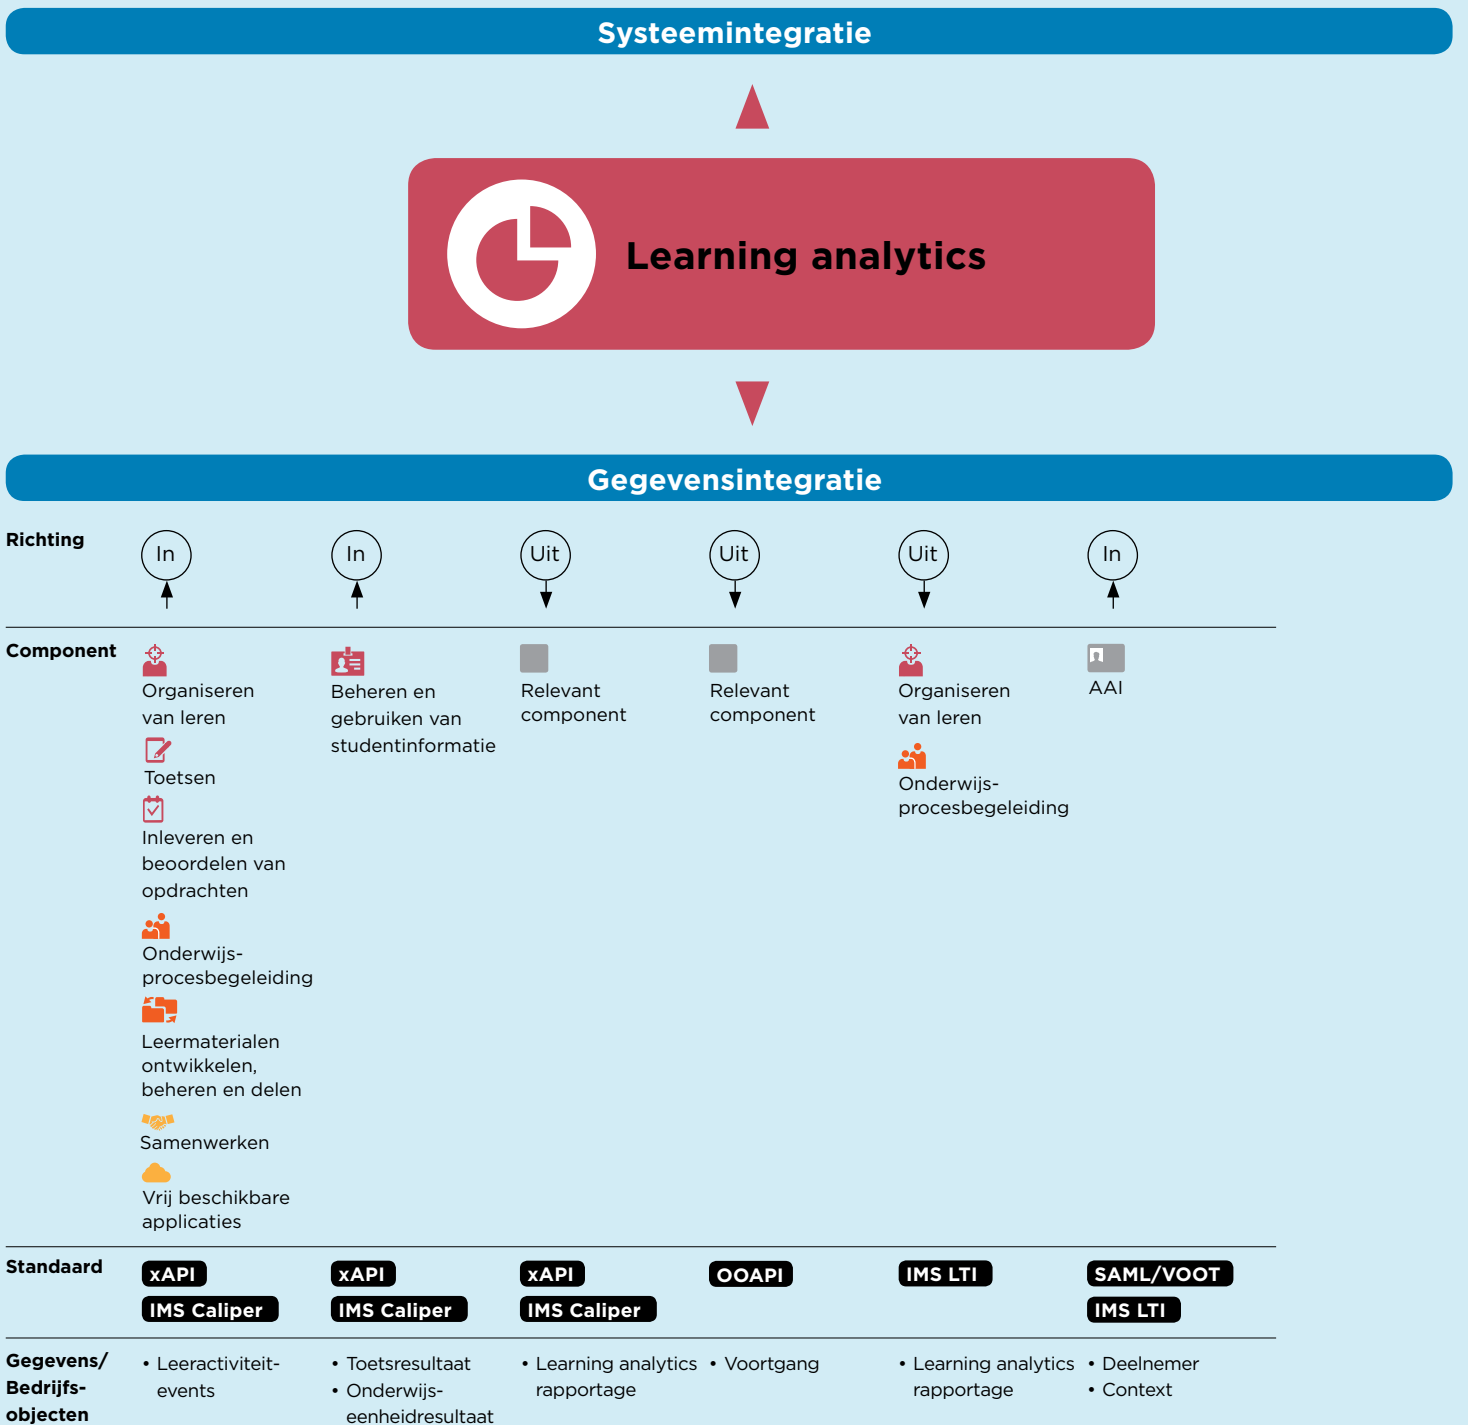 Systeemintegratie
Learning analytics
Gegevensintegratie
Richting
In
In
Uit
Uit
Uit
In
Component
Organiseren
van leren
Toetsen
Inleveren en
beoordelen van
opdrachten
Onderwijs-
procesbegeleiding
Leermaterialen
ontwikkelen,
beheren en delen
Samenwerken
Vrij beschikbare
applicaties
Beheren en
gebruiken van
studentinformatie
Relevant
component
Relevant
component
Organiseren
van leren
Onderwijs-
procesbegeleiding
AAI
Standaard
xAPI
IMS Caliper
xAPI
IMS Caliper
xAPI
IMS Caliper
OOAPI
IMS LTI
SAML/VOOT
IMS LTI
Gegevens/
Bedrijfs-
objecten
• Leeractiviteit-
events
• Toetsresultaat
• Onderwijs-
eenheidresultaat
• Learning analytics
rapportage
• Voortgang
• Learning analytics
rapportage
• Deelnemer
• Context